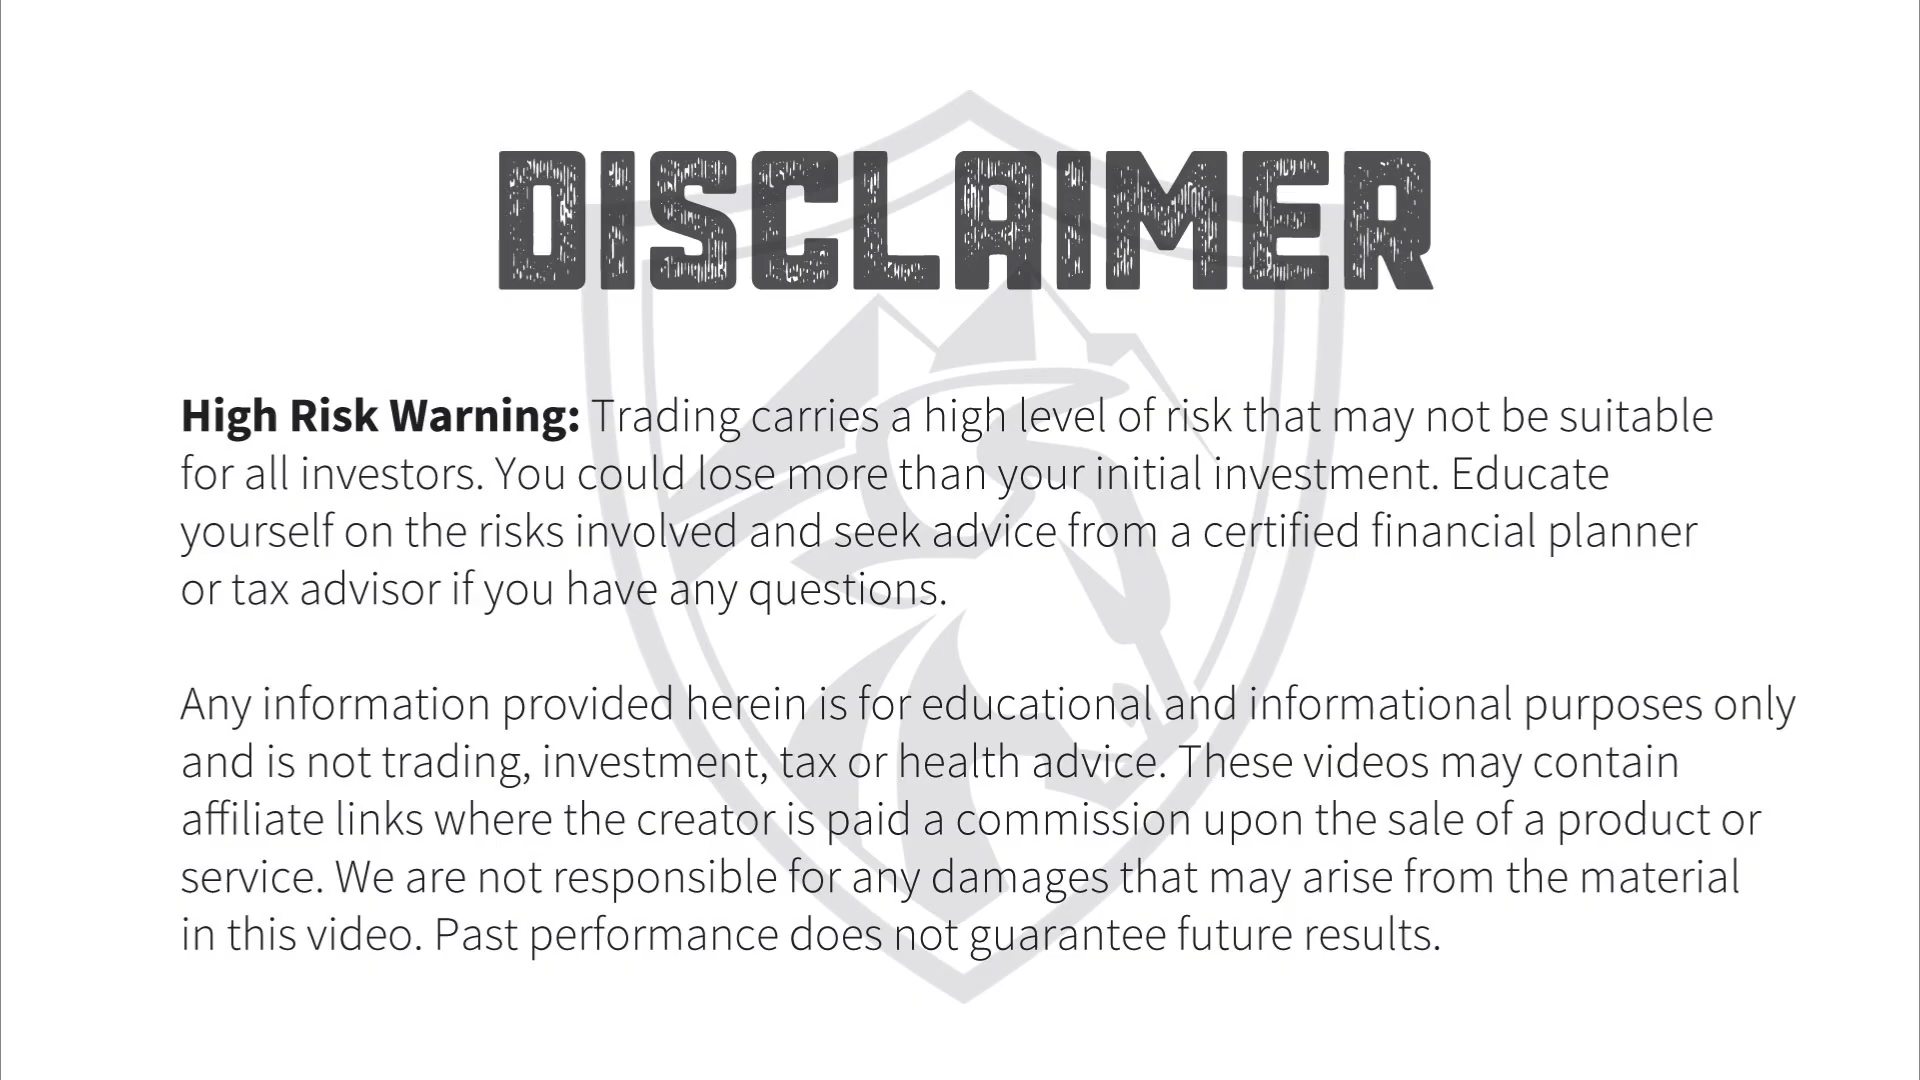 DISCLAIMER
High Risk Warning: Trading carries a high level of risk that may not be suitable
for all investors. You could lose more than your initial investment. Educate
yourself on the risks involved and seek advice from a certified financial planner
or tax advisor if you have any questions.
Any information provided herein is for educational and informational purposes only
and is not trading, investment, tax or health advice. These videos may contain
affiliate links where the creator is paid a commission upon the sale of a product or
service. We are not responsible for any damages that may arise from the material
in this video. Past performance does not guarantee future results.